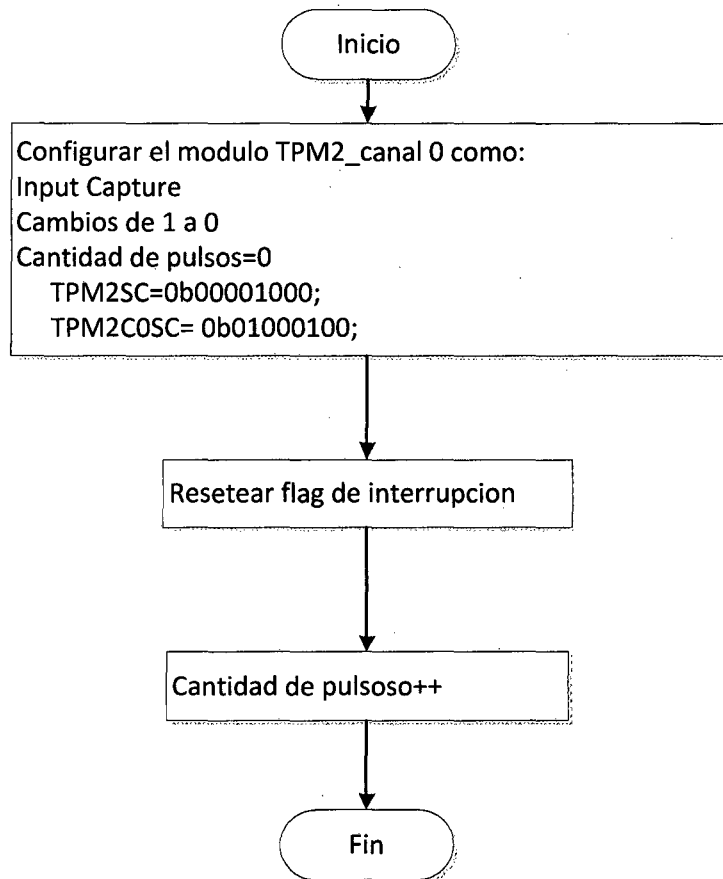 Inicio
Configurar el modulo TPM2_canal 0 como:
Input Capture
Cambios de 1 a 0
Cantidad de pulsos=0
TPM2SC=0b00001000;
TPM2C0SC= 0b01000100;
Resetear flag de interrupcion
Cantidad de pulsoso++
Fin